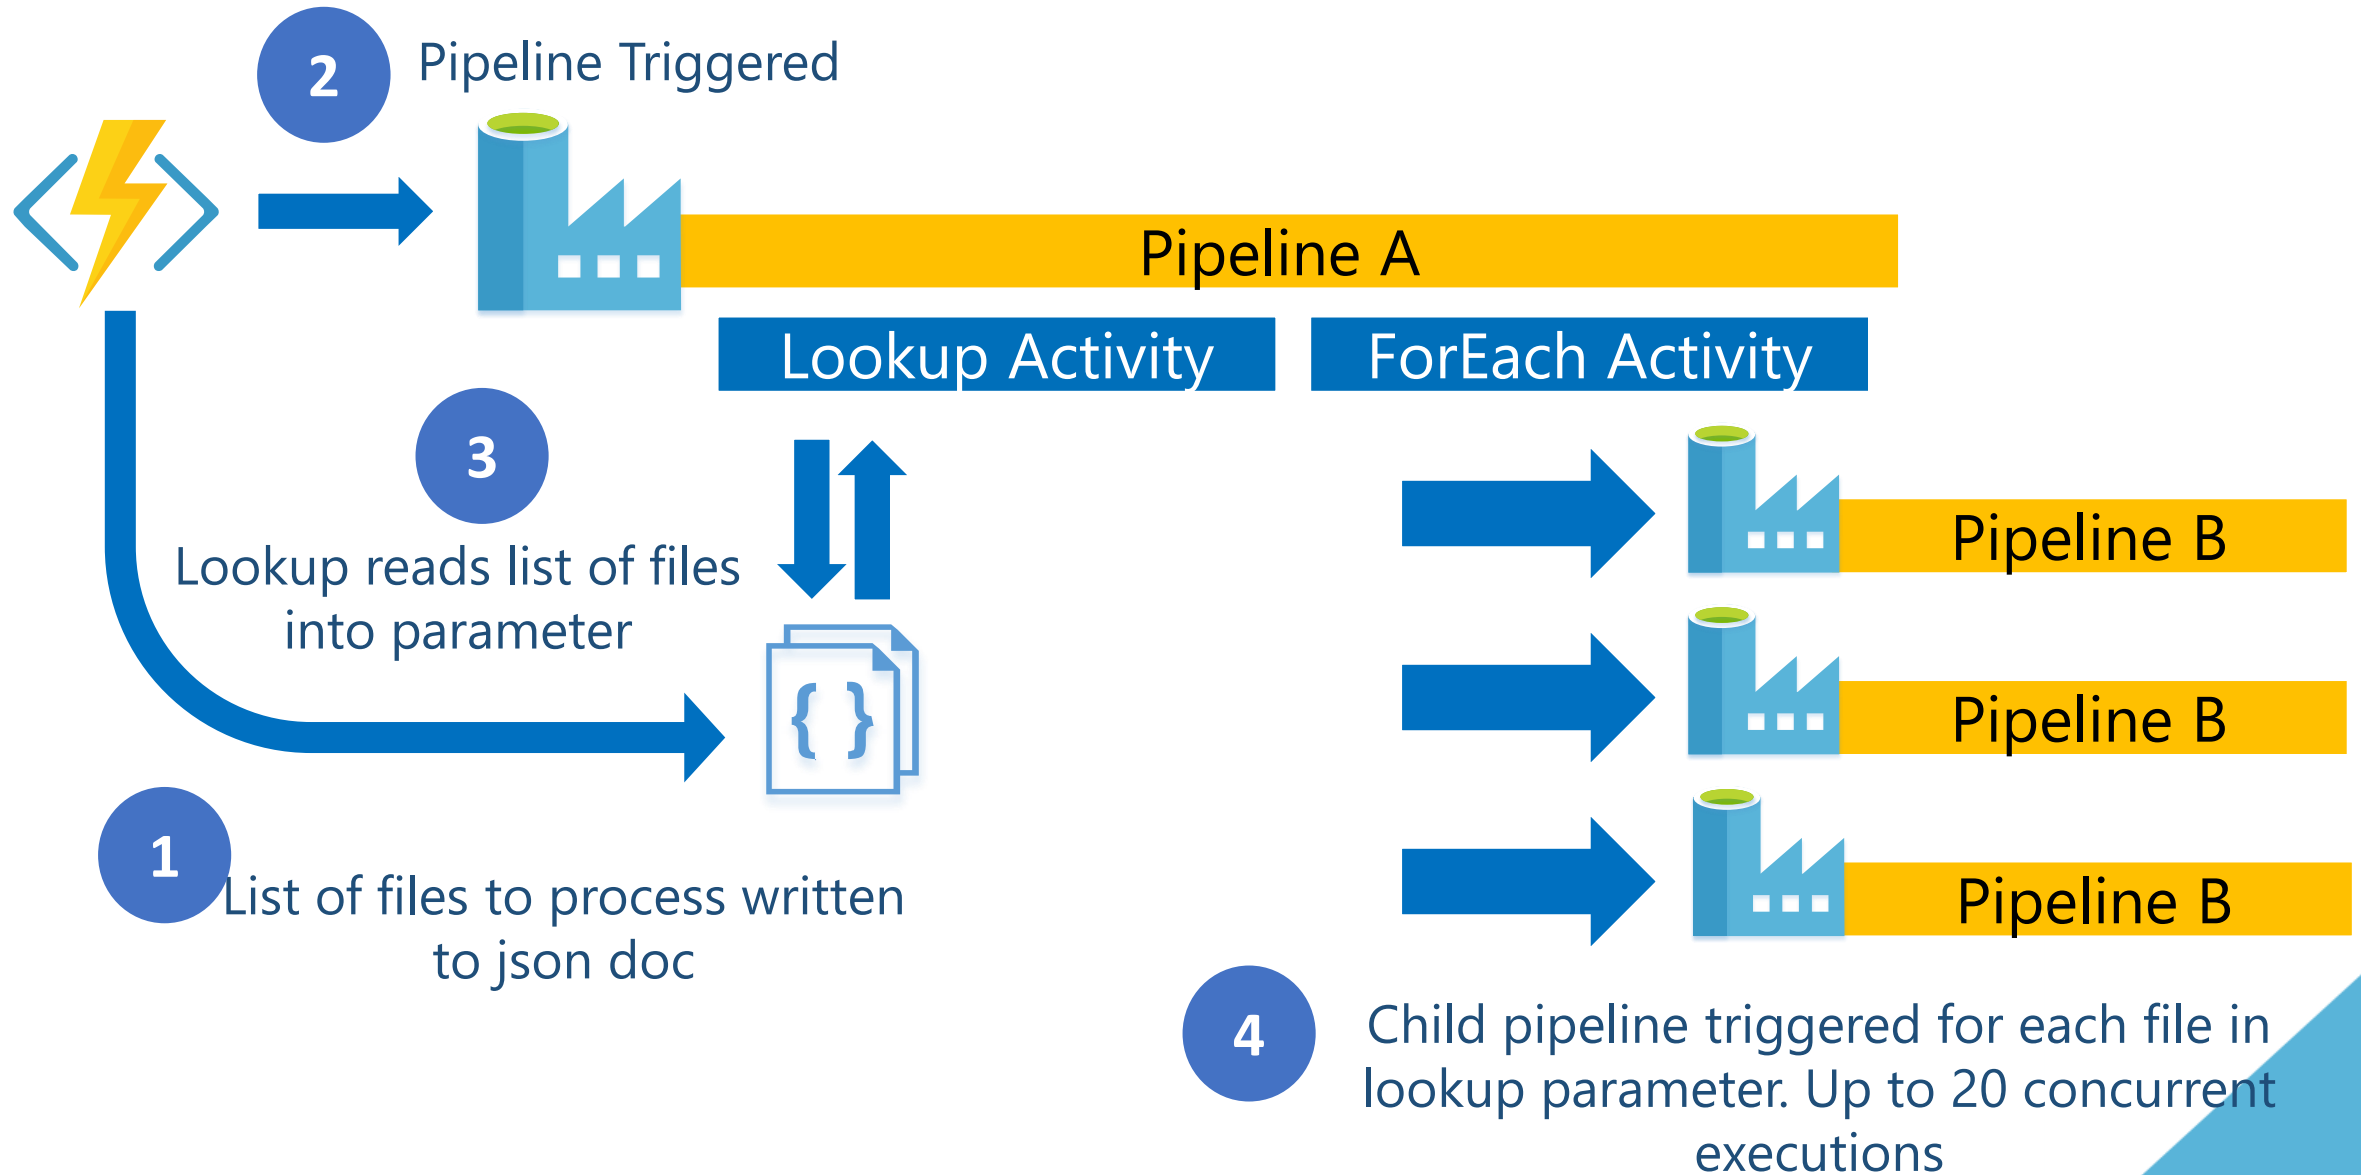 2
Pipeline Triggered
Pipeline A
Lookup Activity
ForEach Activity
3
Lookup reads list of files
into parameter
{ }
1
List of files to process written
to json doc
Pipeline B
Pipeline B
Pipeline B
4
Child pipeline triggered for each file in
lookup parameter. Up to 20 concurrent
executions